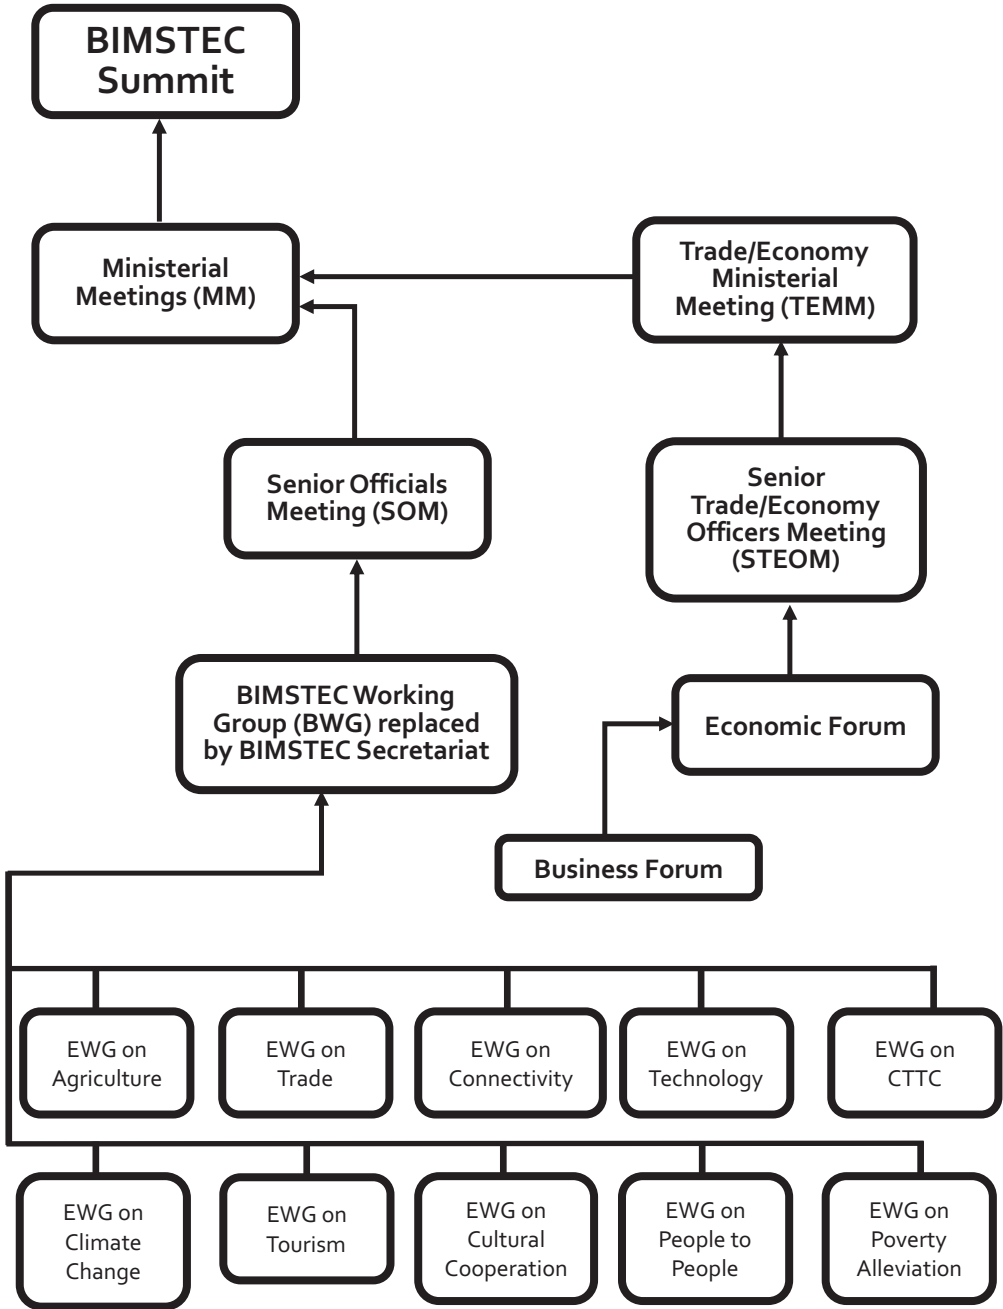 BIMSTEC
Summit
Ministerial
Meetings (MM)
Trade/Economy
Ministerial
Meeting (TEMM)
Senior Officials
Meeting (SOM)
Senior
Trade/Economy
Officers Meeting
(STEOM)
BIMSTEC Working
Group (BWG) replaced
by BIMSTEC Secretariat
Economic Forum
Business Forum
EWG on
Agriculture
EWG on
Trade
EWG on
Connectivity
EWG on
Technology
EWG on
CTTC
EWG on
Climate
Change
EWG on
Tourism
EWG on
Cultural
Cooperation
EWG on
People to
People
EWG on
Poverty
Alleviation